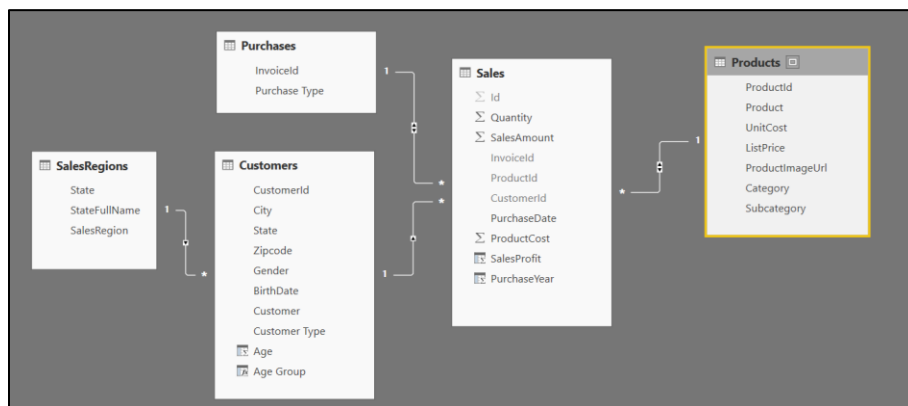 Purchases
InvoiceId
Purchase Type
1
Sales
Σ Id
Σ Quantity
Σ SalesAmount
InvoiceId
ProductId
CustomerId
PurchaseDate
Σ ProductCost
SalesProfit
PurchaseYear
*
*
*
Products
ProductId
Product
UnitCost
ListPrice
ProductImageUrl
Category
Subcategory
1
SalesRegions
State
StateFullName
SalesRegion
1
*
Customers
CustomerId
City
State
Zipcode
Gender
BirthDate
Customer
Customer Type
Age
Age Group
1